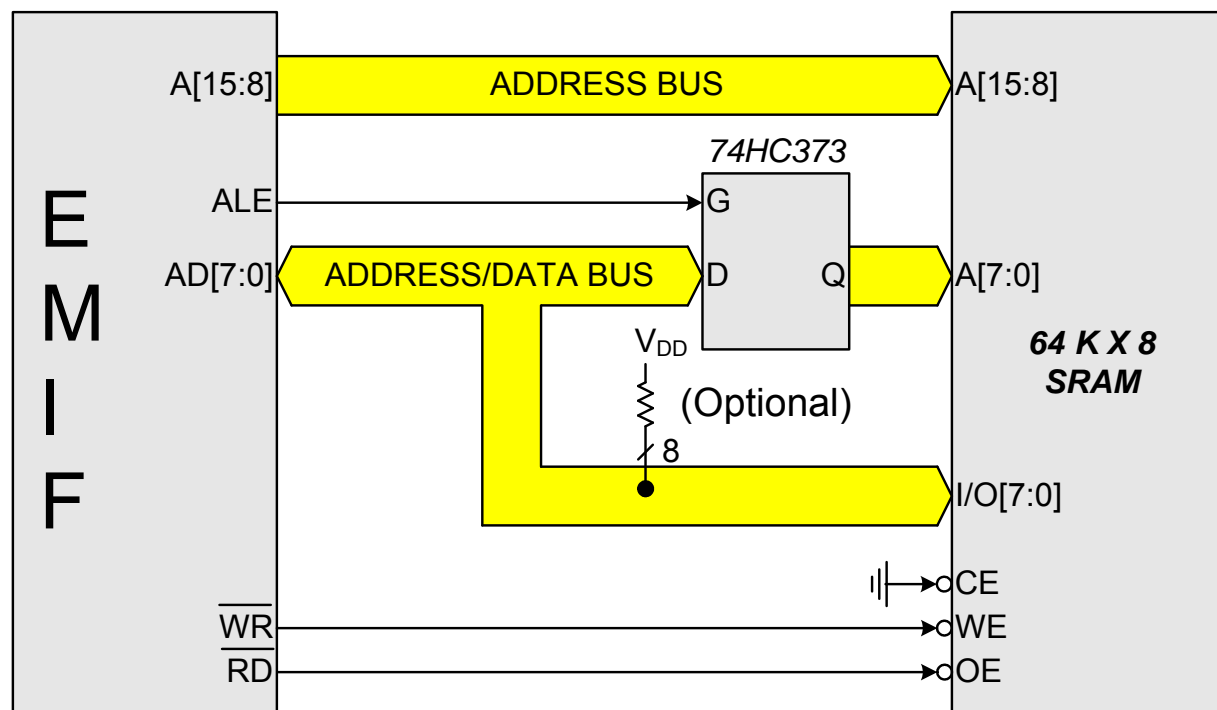 A[15:8] ADDRESS BUS A[15:8]
74HC373
ALE G
AD[7:0] ADDRESS/DATA BUS D Q A[7:0]
E
M
I
F
VDD
(Optional)
8
64 K X 8
SRAM
I/O[7:0]
CE
WR WE
RD OE